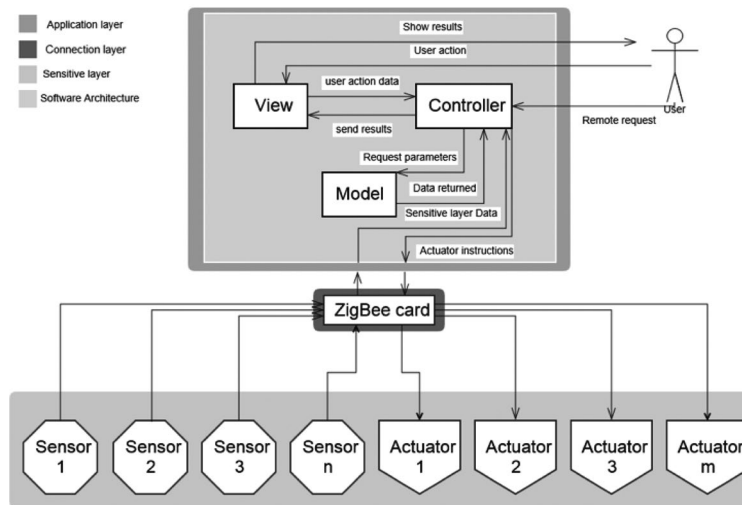 Application layer
Connection layer
Sensitive layer
Software Architecture
Show results
User action
user action data
View
Controller
send results
Remote request
User
Request parameters
Model
Data returned
Sensitive layer Data
Actuator instructions
ZigBee card
Sensor
1
Sensor
2
Sensor
3
Sensor
n
Actuator
1
Actuator
2
Actuator
3
Actuator
m